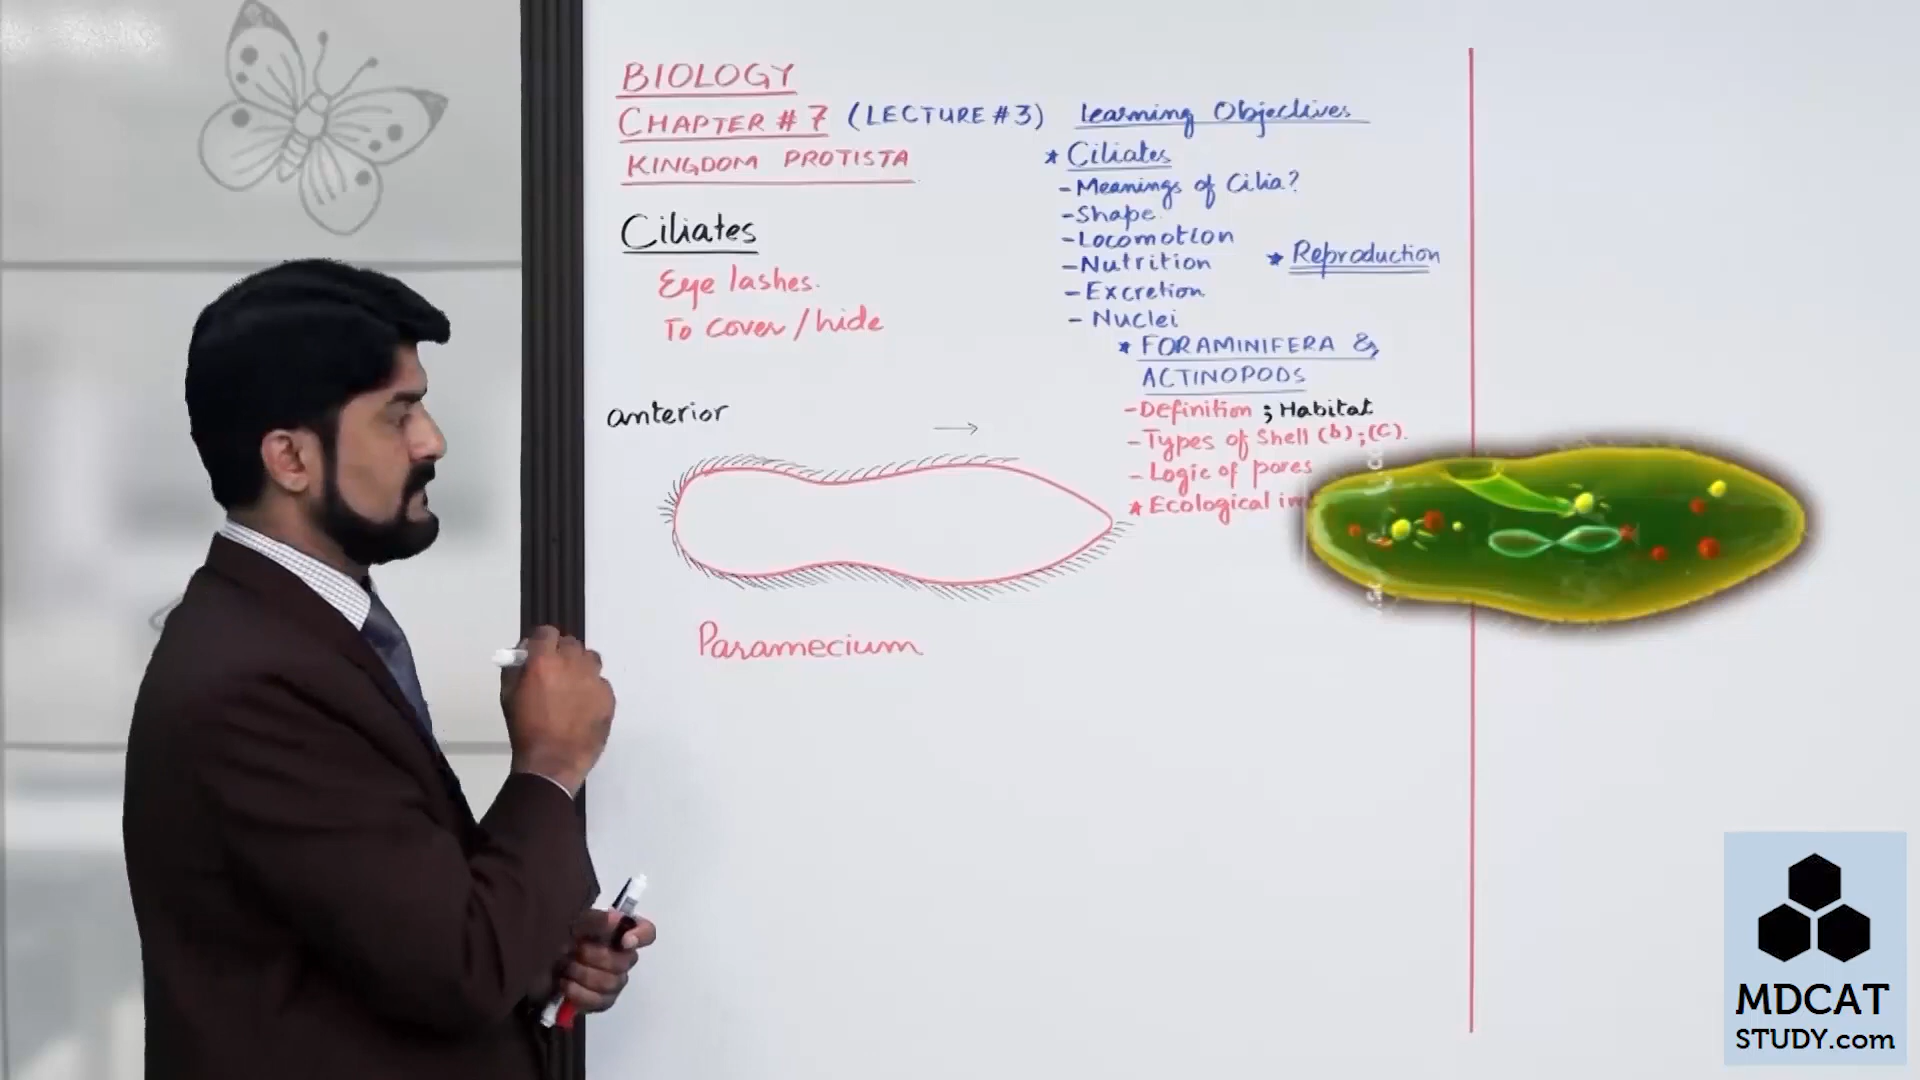 BIOLOGY
CHAPTER # 7 (LECTURE #3)
KINGDOM PROTISTA
Learning Objectives
* Ciliates
- Meanings of Cilia?
- Shape.
- Locomotion
- Nutrition
- Excretion
- Nuclei
* Reproduction
* FORAMINIFERA &
ACTINOPODS
- Definition ; Habitat
- Types of Shell (b) ; (C).
- Logic of pores
* Ecological
Ciliates
Eye lashes.
To cover / hide
anterior
Paramecium
MDCAT
STUDY.com